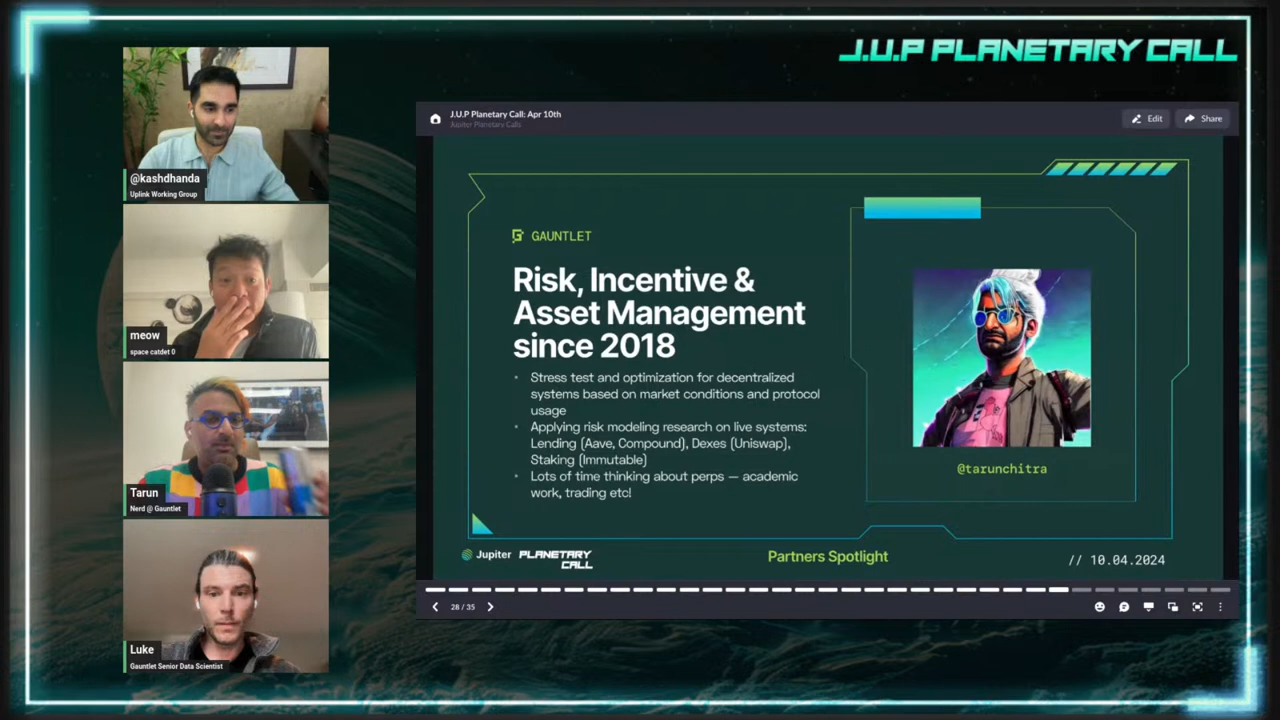 J.U.P PLANETARY CALL
@kashdhanda
Uplink Working Group
meow
space catdet 0
Tarun
Nerd @ Gauntlet
Luke
Gauntlet Senior Data Scientist
J.U.P Planetary Call: Apr 10th
Jupiter Planetary Calls
Edit
Share
GAUNTLET
Risk, Incentive &
Asset Management
since 2018
• Stress test and optimization for decentralized
systems based on market conditions and protocol
usage
• Applying risk modeling research on live systems:
Lending (Aave, Compound), Dexes (Uniswap),
Staking (Immutable)
• Lots of time thinking about perps — academic
work, trading etc!
@tarunchitra
Jupiter PLANETARY
CALL
Partners Spotlight
// 10.04.2024
28 / 35